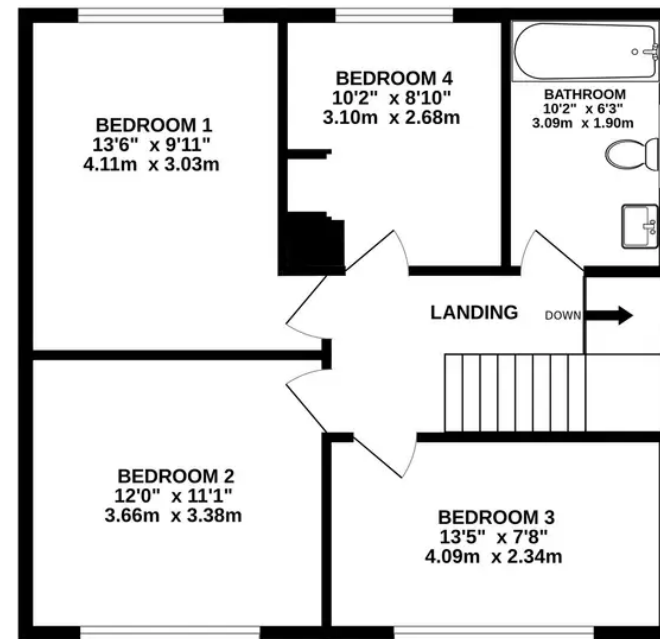 BEDROOM 1
13'6" x 9'11"
4.11m x 3.03m
BEDROOM 4
10'2" x 8'10"
3.10m x 2.68m
BATHROOM
10'2" x 6'3"
3.09m x 1.90m
LANDING
DOWN
BEDROOM 2
12'0" x 11'1"
3.66m x 3.38m
BEDROOM 3
13'5" x 7'8"
4.09m x 2.34m